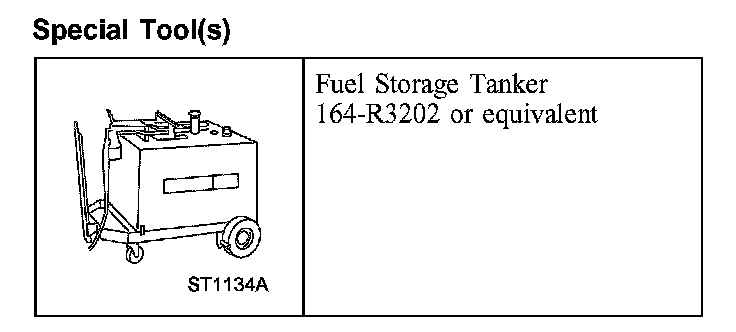 Special Tool(s)
Fuel Storage Tanker
164-R3202 or equivalent
ST1134A